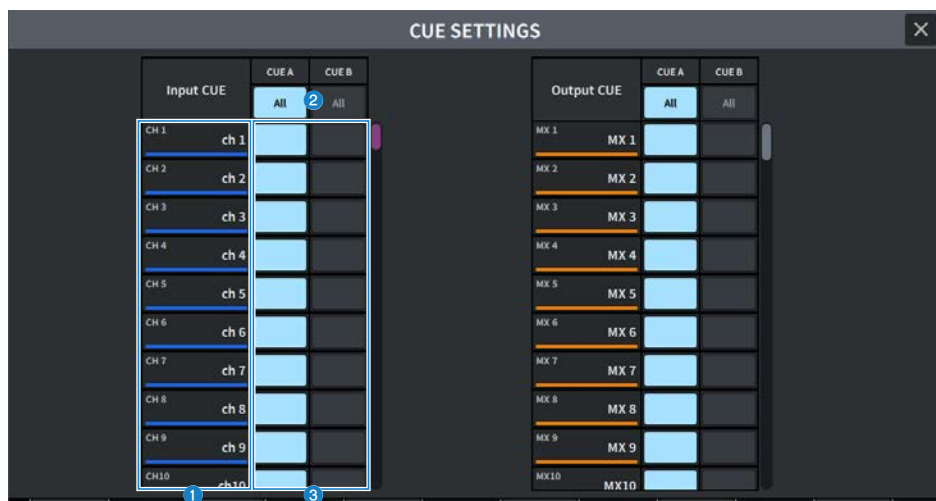 CUE SETTINGS
Input CUE
CUE A CUE B
All 2 All
CH 1 ch 1
CH 2 ch 2
CH 3 ch 3
CH 4 ch 4
CH 5 ch 5
CH 6 ch 6
CH 7 ch 7
CH 8 ch 8
CH 9 ch 9
CH10 ch10
1 3
Output CUE
CUE A CUE B
All All
MX 1 MX 1
MX 2 MX 2
MX 3 MX 3
MX 4 MX 4
MX 5 MX 5
MX 6 MX 6
MX 7 MX 7
MX 8 MX 8
MX 9 MX 9
MX10 MX10